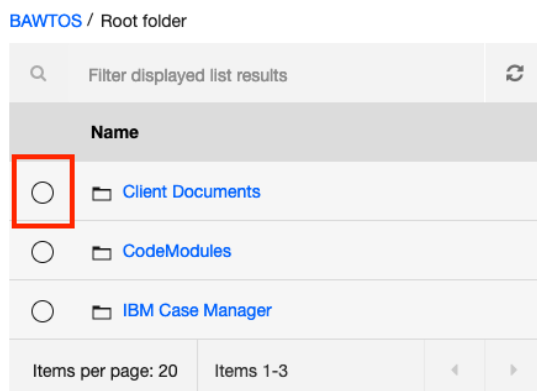 BAWTOS / Root folder
Filter displayed list results
Name
Client Documents
CodeModules
IBM Case Manager
Items per page: 20 Items 1-3